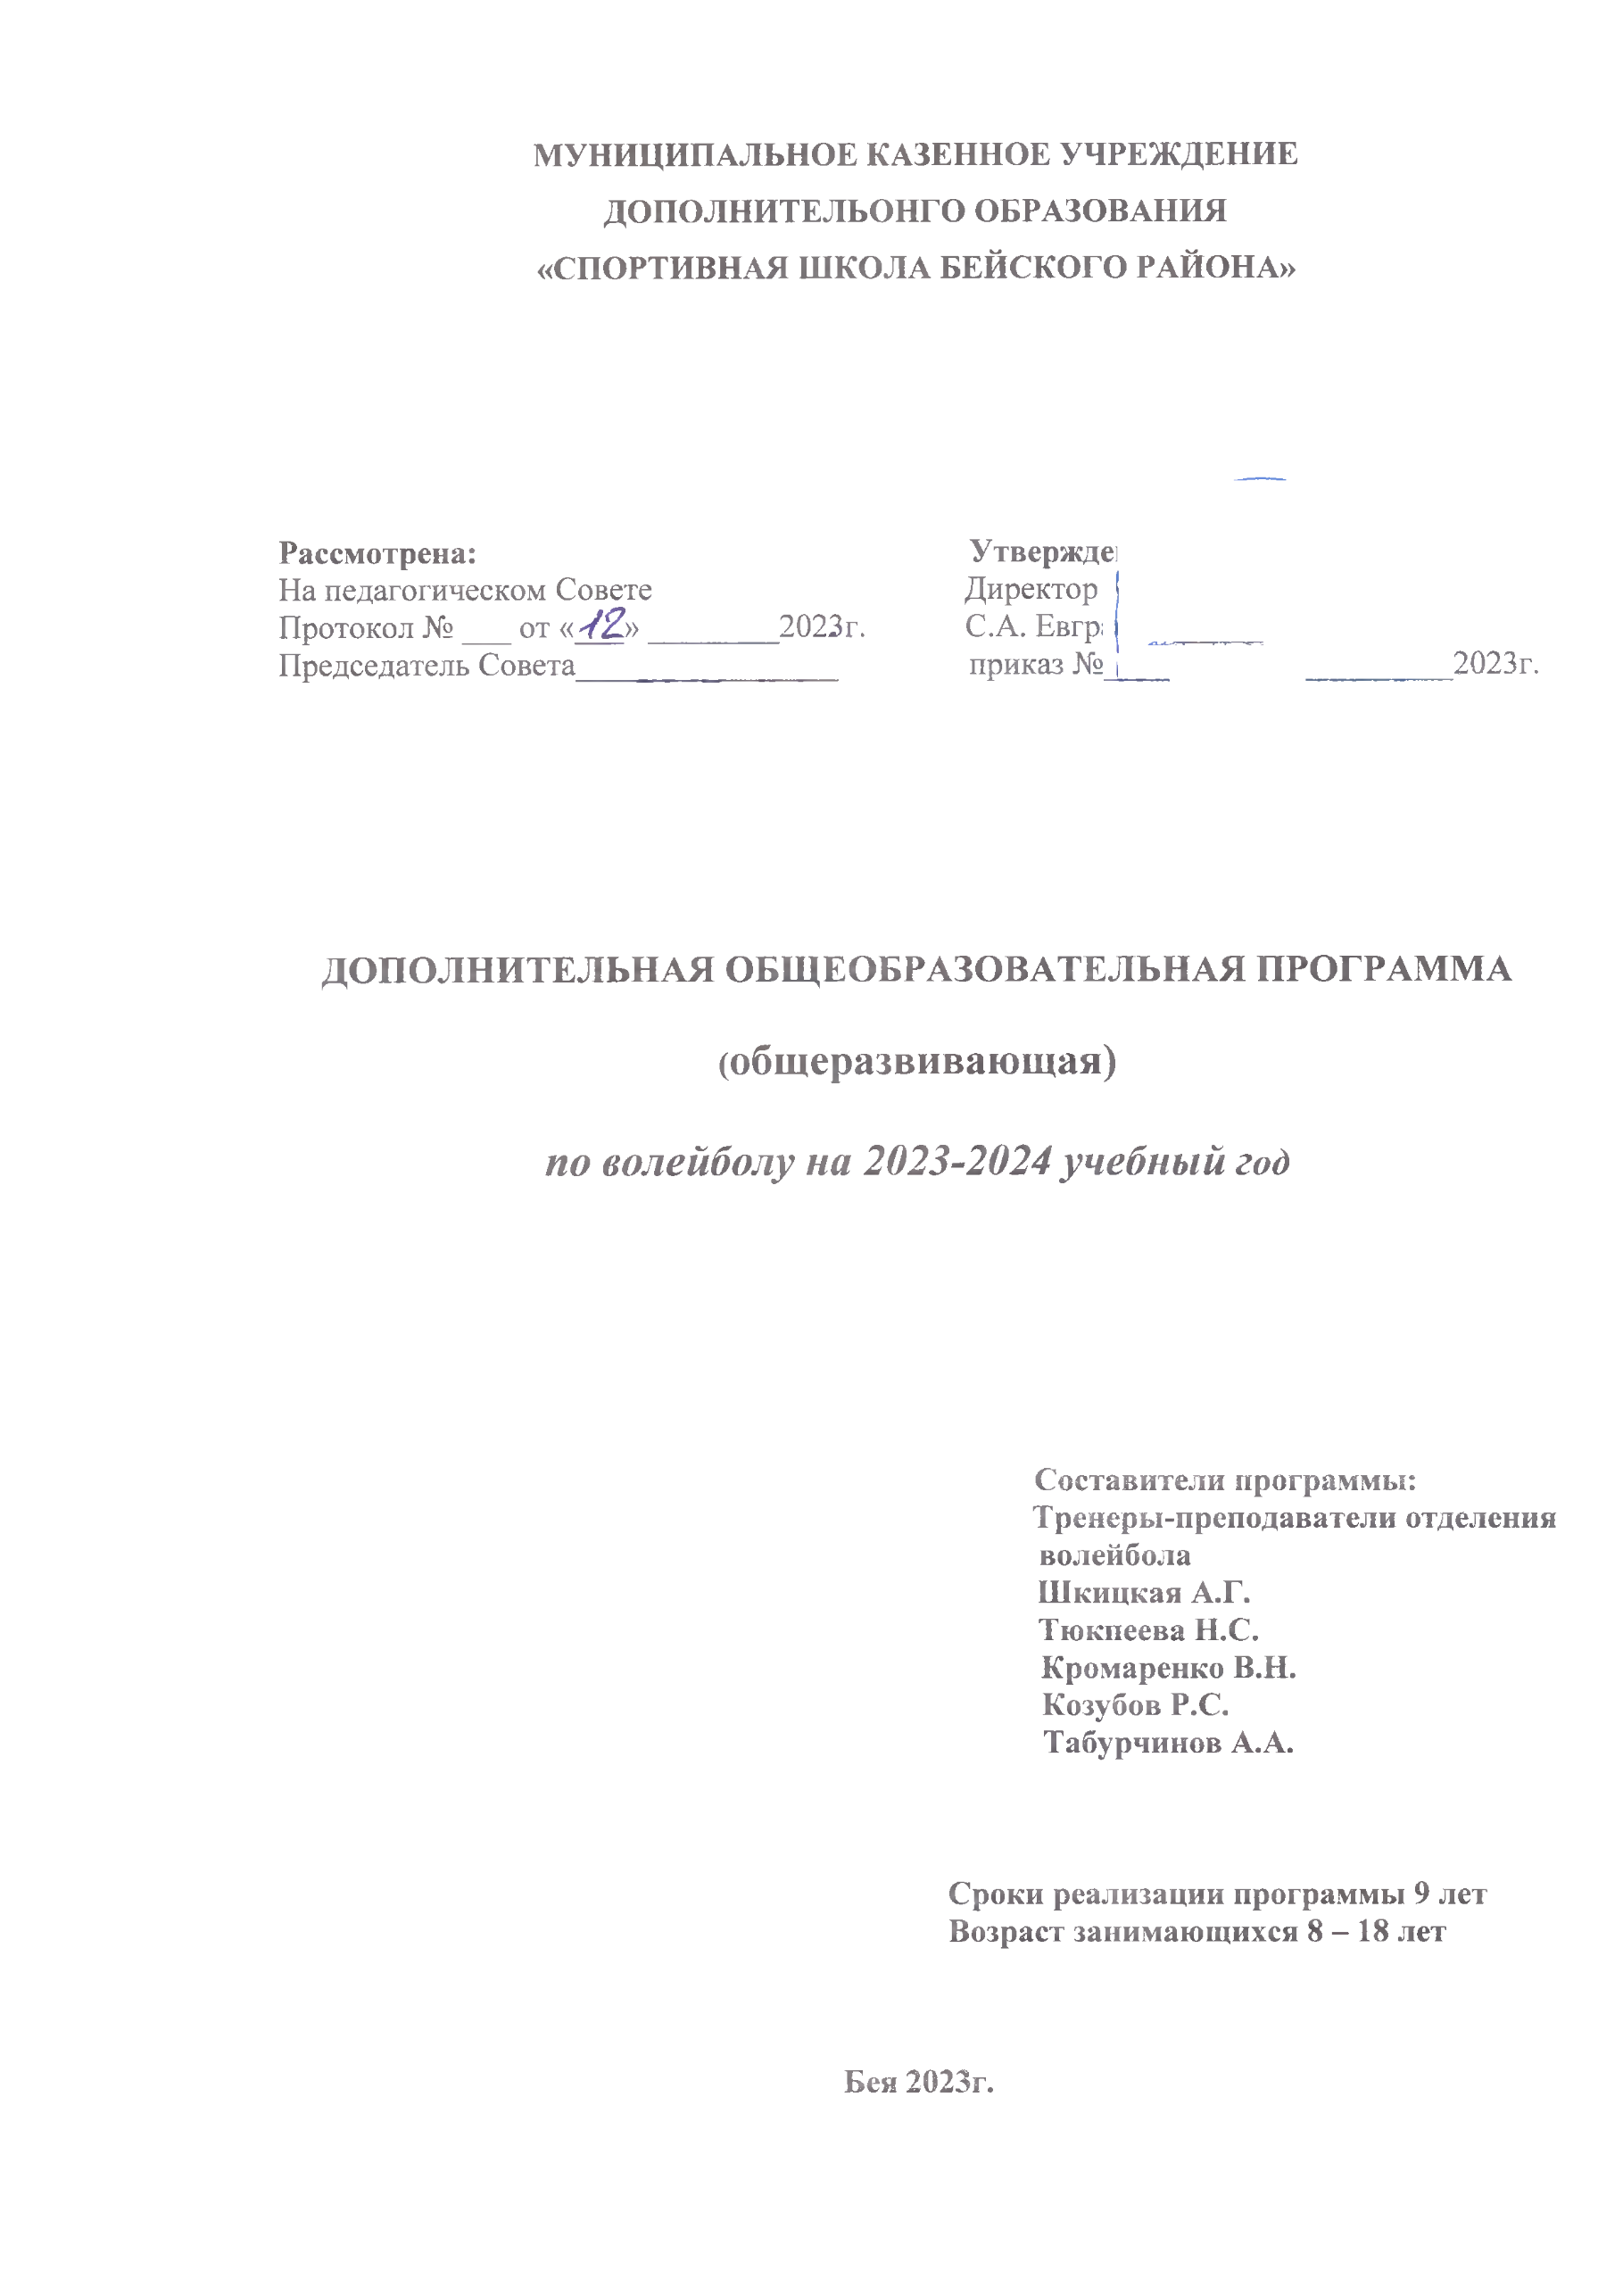 МУНИЦИПАЛЬНОЕ КАЗЕННОЕ УЧРЕЖДЕНИЕ
ДОПОЛНИТЕЛЬОНГО ОБРАЗОВАНИЯ
«СПОРТИВНАЯ ШКОЛА БЕЙСКОГО РАЙОНА»
Рассмотрена:
На педагогическом Совете
Протокол № ___ от «12» ________2023г.
Председатель Совета________________
Директор
С.А.
приказ №____ _________2023г.
ДОПОЛНИТЕЛЬНАЯ ОБЩЕОБРАЗОВАТЕЛЬНАЯ ПРОГРАММА
(общеразвивающая)
по волейболу на 2023-2024 учебный год
Составители программы:
Тренеры-преподаватели отделения
волейбола
Шкицкая А.Г.
Тюкпеева Н.С.
Кромаренко В.Н.
Козубов Р.С.
Табурчинов А.А.
Сроки реализации программы 9 лет
Возраст занимающихся 8 – 18 лет
Бея 2023г.